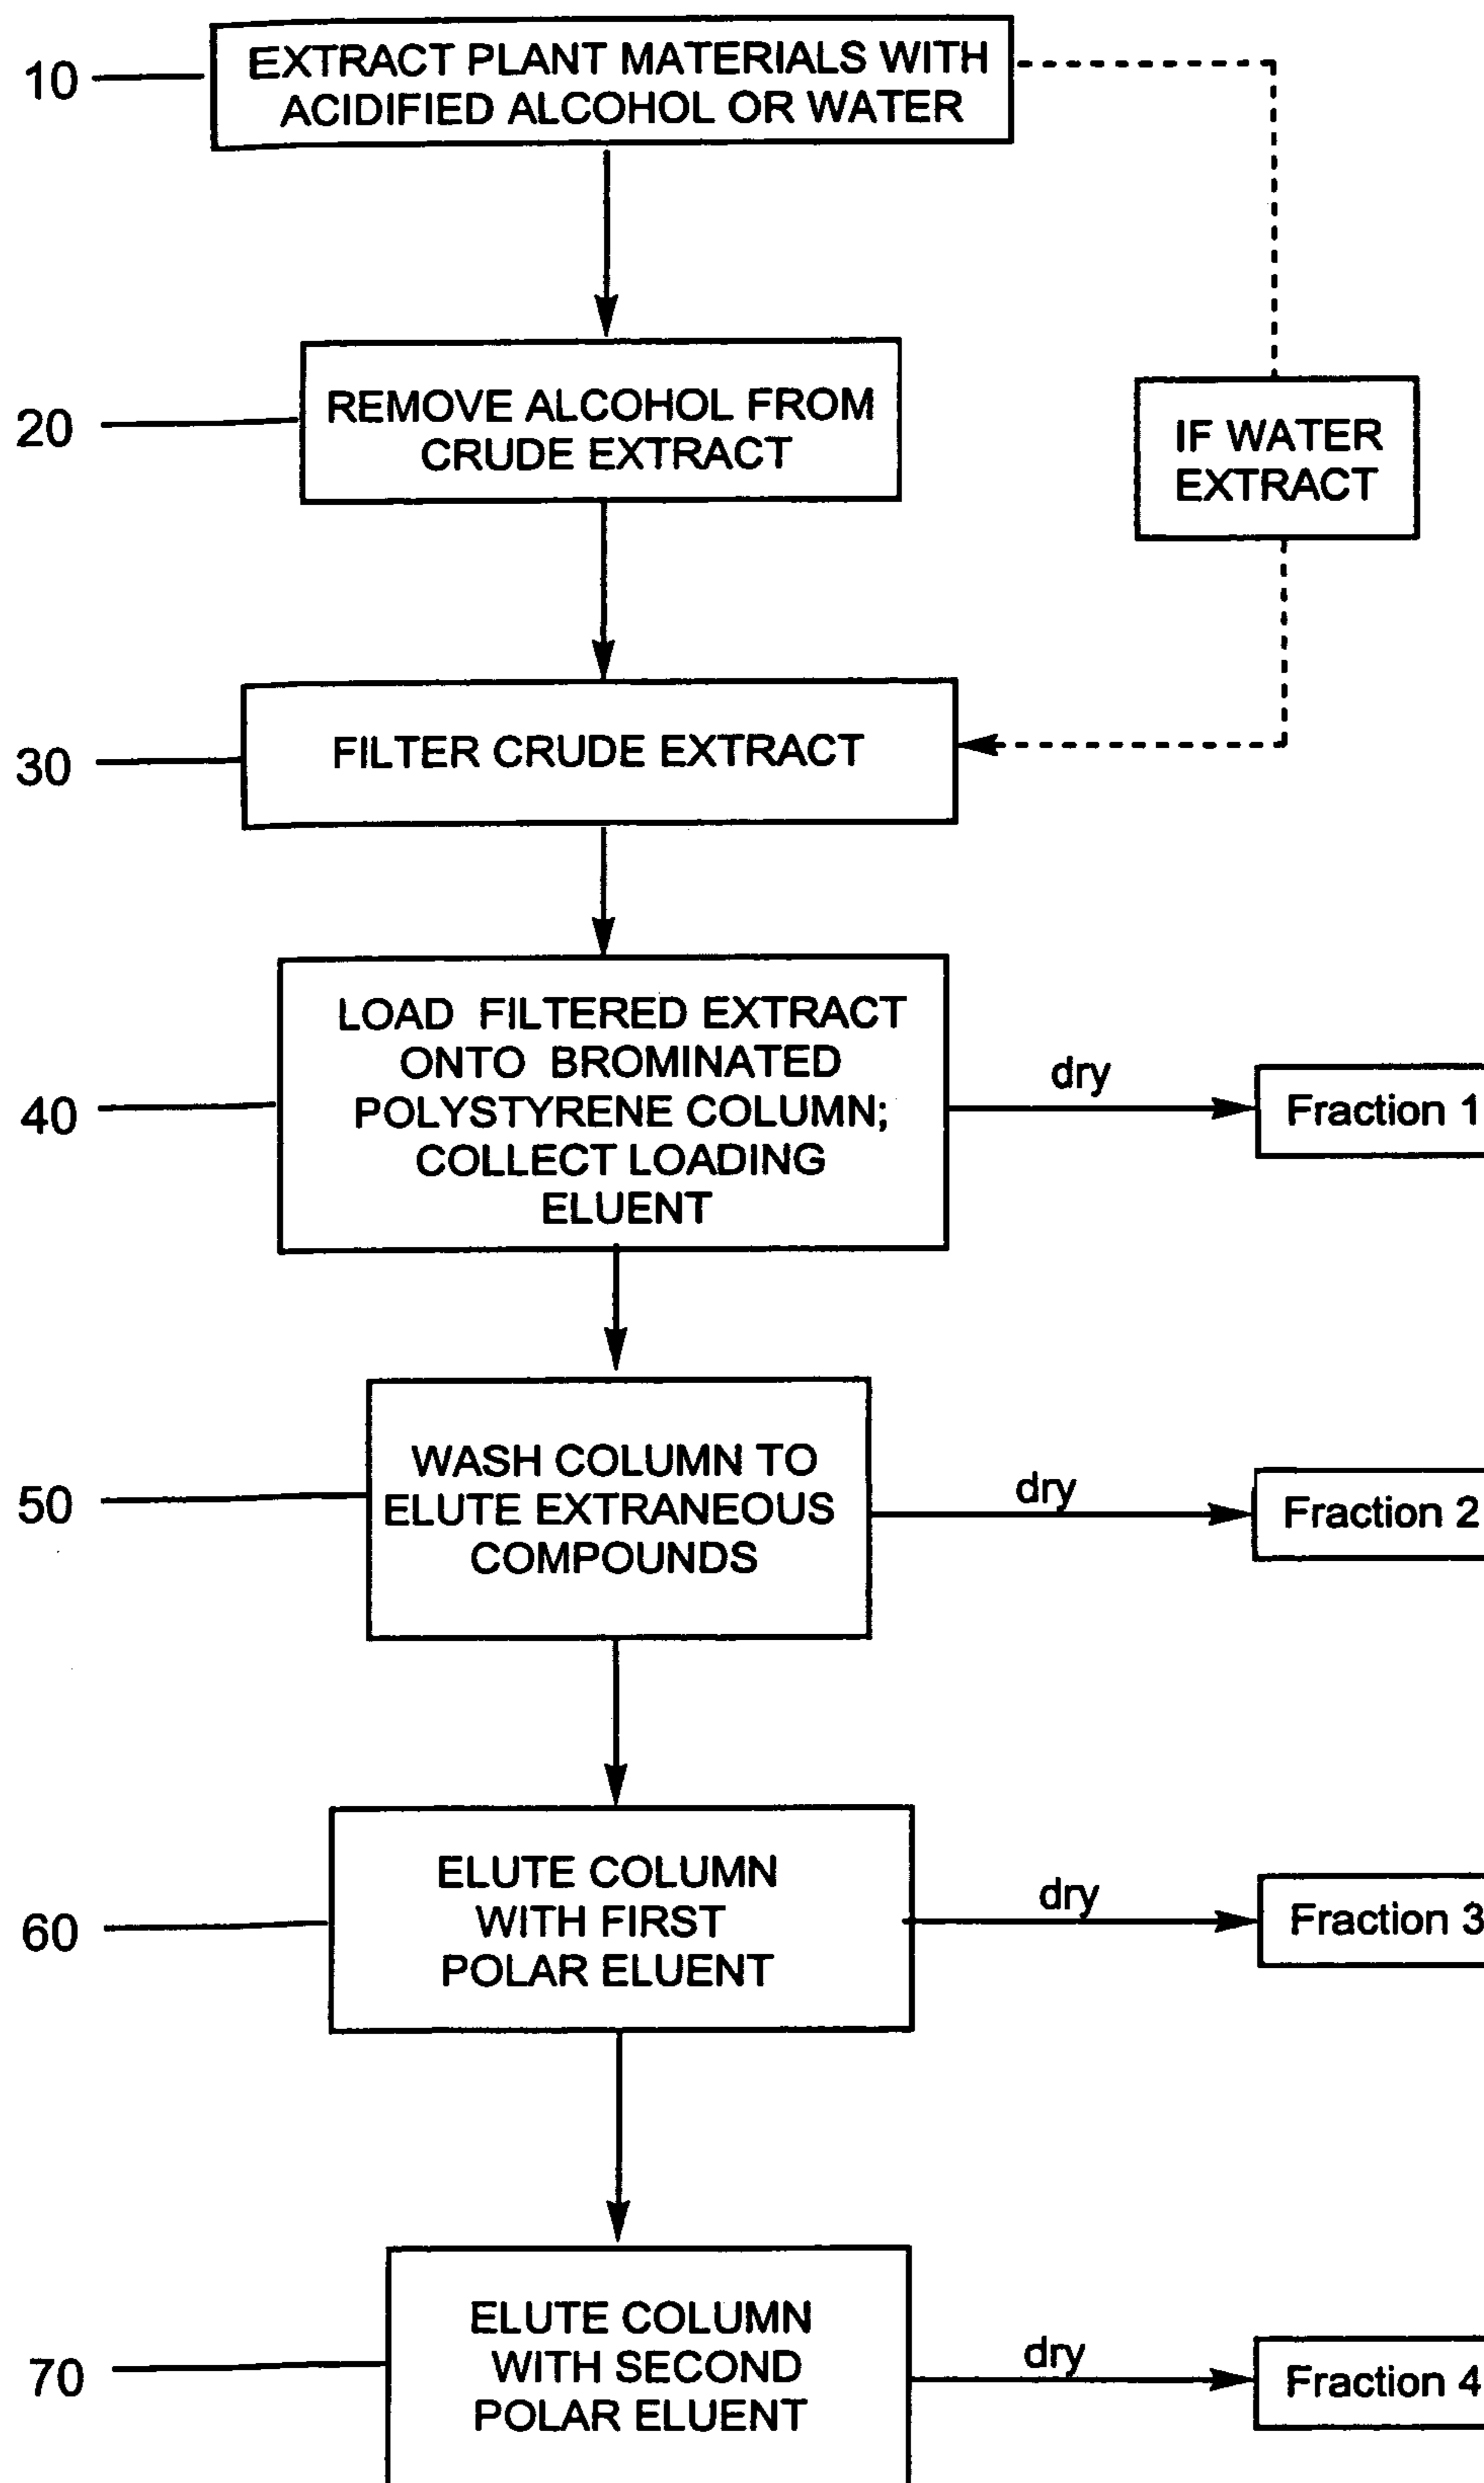 10
EXTRACT PLANT MATERIALS WITH
ACIDIFIED ALCOHOL OR WATER
20
REMOVE ALCOHOL FROM
CRUDE EXTRACT
IF WATER
EXTRACT
30
FILTER CRUDE EXTRACT
40
LOAD FILTERED EXTRACT
ONTO BROMINATED
POLYSTYRENE COLUMN;
COLLECT LOADING
ELUENT
dry
Fraction 1
50
WASH COLUMN TO
ELUTE EXTRANEOUS
COMPOUNDS
dry
Fraction 2
60
ELUTE COLUMN
WITH FIRST
POLAR ELUENT
dry
Fraction 3
70
ELUTE COLUMN
WITH SECOND
POLAR ELUENT
dry
Fraction 4